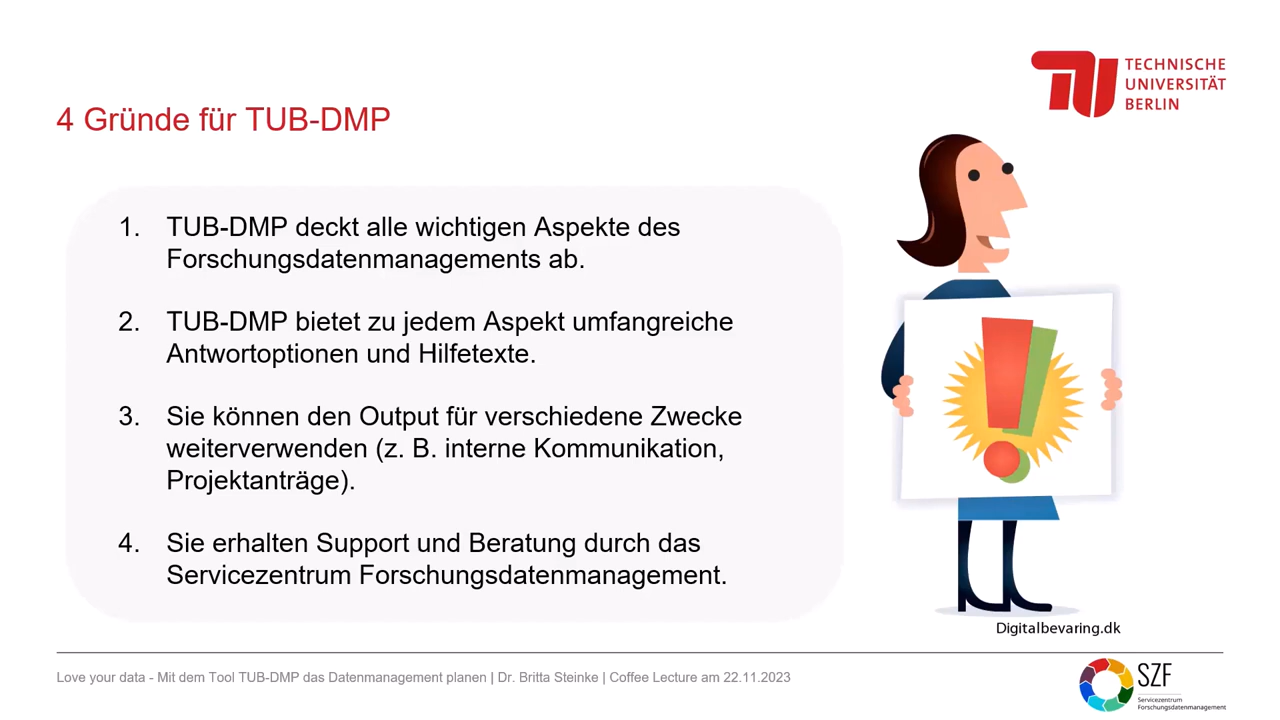 TECHNISCHE
UNIVERSITÄT
BERLIN
4 Gründe für TUB-DMP
1. TUB-DMP deckt alle wichtigen Aspekte des
Forschungsdatenmanagements ab.
2. TUB-DMP bietet zu jedem Aspekt umfangreiche
Antwortoptionen und Hilfetexte.
3. Sie können den Output für verschiedene Zwecke
weiterverwenden (z. B. interne Kommunikation,
Projektanträge).
4. Sie erhalten Support und Beratung durch das
Servicezentrum Forschungsdatenmanagement.
Digitalbevaring.dk
Love your data - Mit dem Tool TUB-DMP das Datenmanagement planen | Dr. Britta Steinke | Coffee Lecture am 22.11.2023
SZF
Servicezentrum
Forschungsdatenmanagement